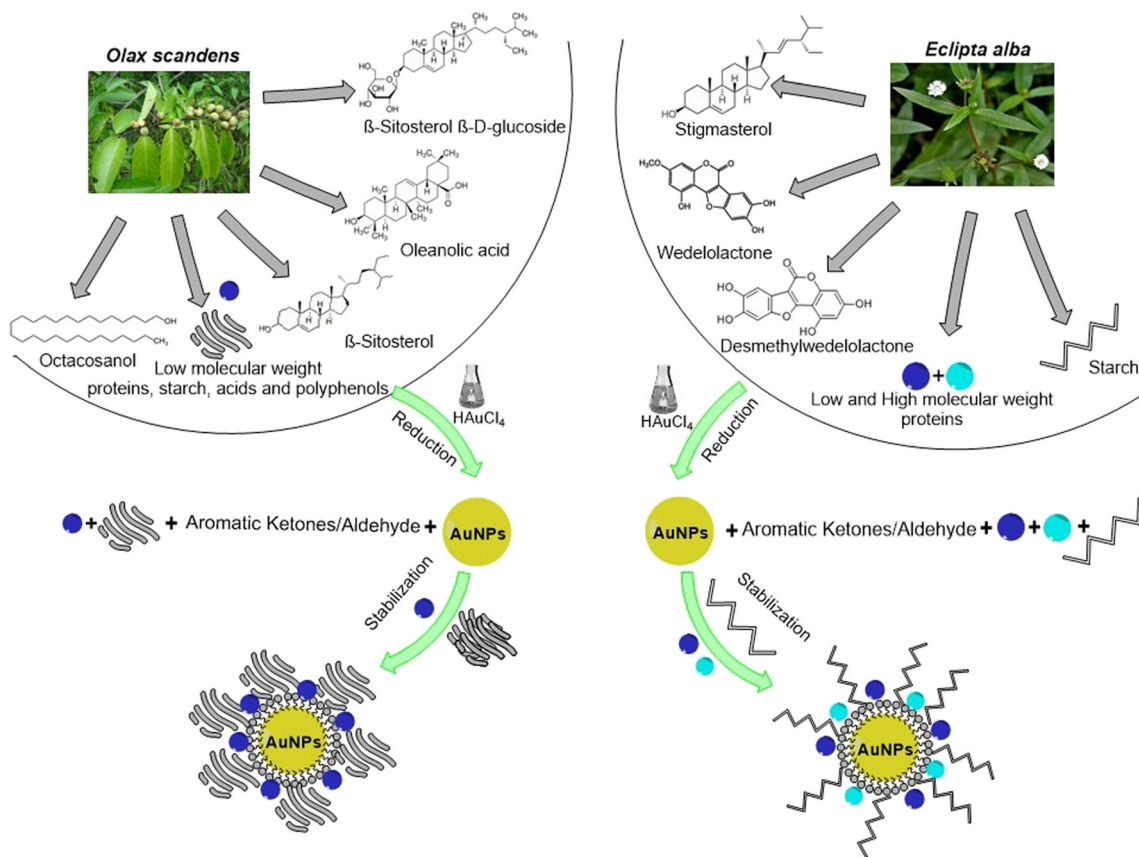 Olax scandens
ß-Sitosterol ß-D-glucoside
Oleanolic acid
ß-Sitosterol
Octacosanol
Low molecular weight
proteins, starch, acids and polyphenols
HAuCl4
Reduction
+
+ Aromatic Ketones/Aldehyde +
AuNPs
Stabilization
AuNPs
Eclipta alba
Stigmasterol
Wedelolactone
Desmethylwedelolactone
Starch
+
Low and High molecular weight
proteins
HAuCl4
Reduction
AuNPs
+ Aromatic Ketones/Aldehyde + + +
Stabilization
AuNPs